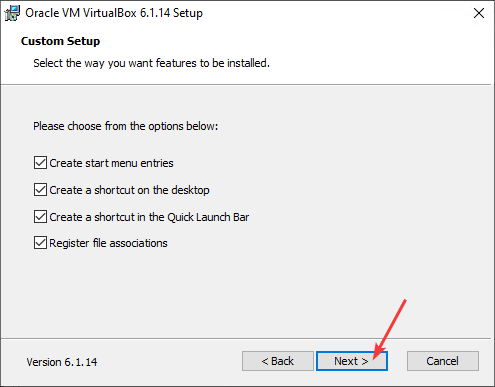 Oracle VM VirtualBox 6.1.14 Setup
Custom Setup
Select the way you want features to be installed.
Please choose from the options below:
Create start menu entries
Create a shortcut on the desktop
Create a shortcut in the Quick Launch Bar
Register file associations
Version 6.1.14
< Back
Next >
Cancel